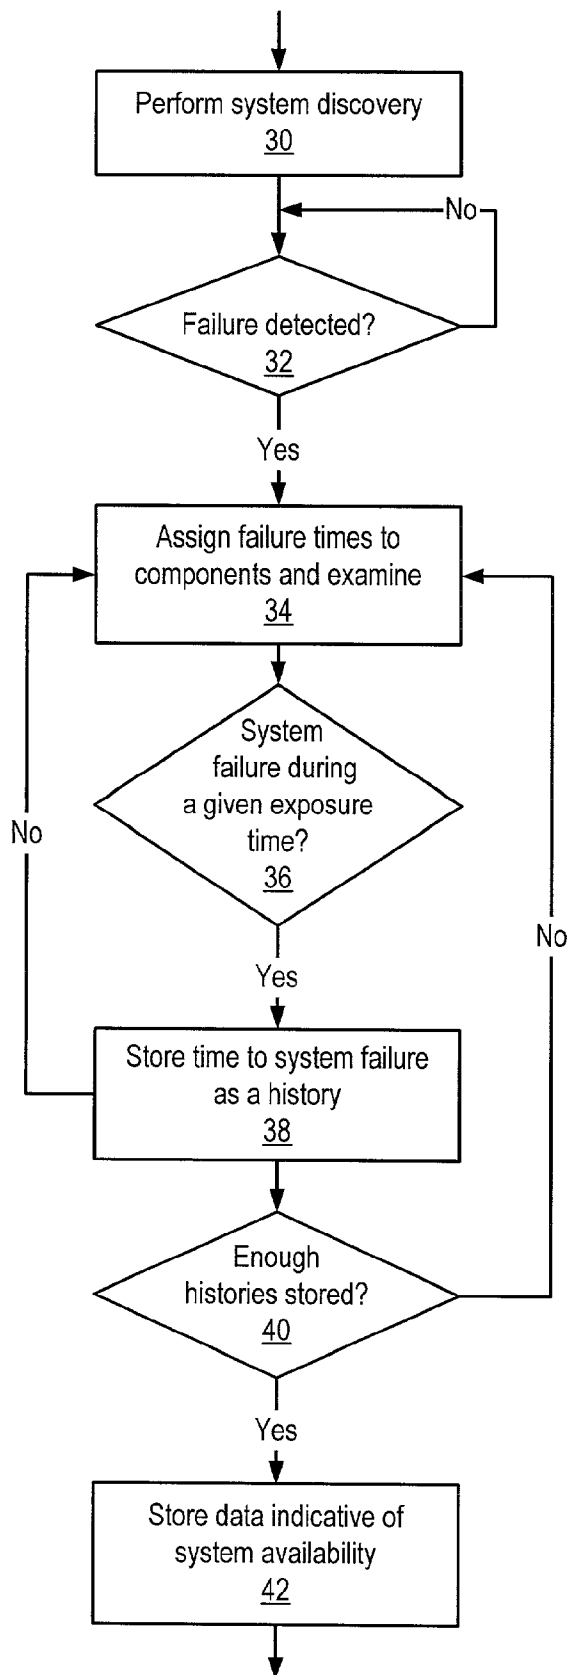 Perform system discovery
30
No
Failure detected?
32
Yes
Assign failure times to
components and examine
34
System
failure during
a given exposure
time?
36
No
No
Yes
Store time to system failure
as a history
38
Enough
histories stored?
40
Yes
Store data indicative of
system availability
42